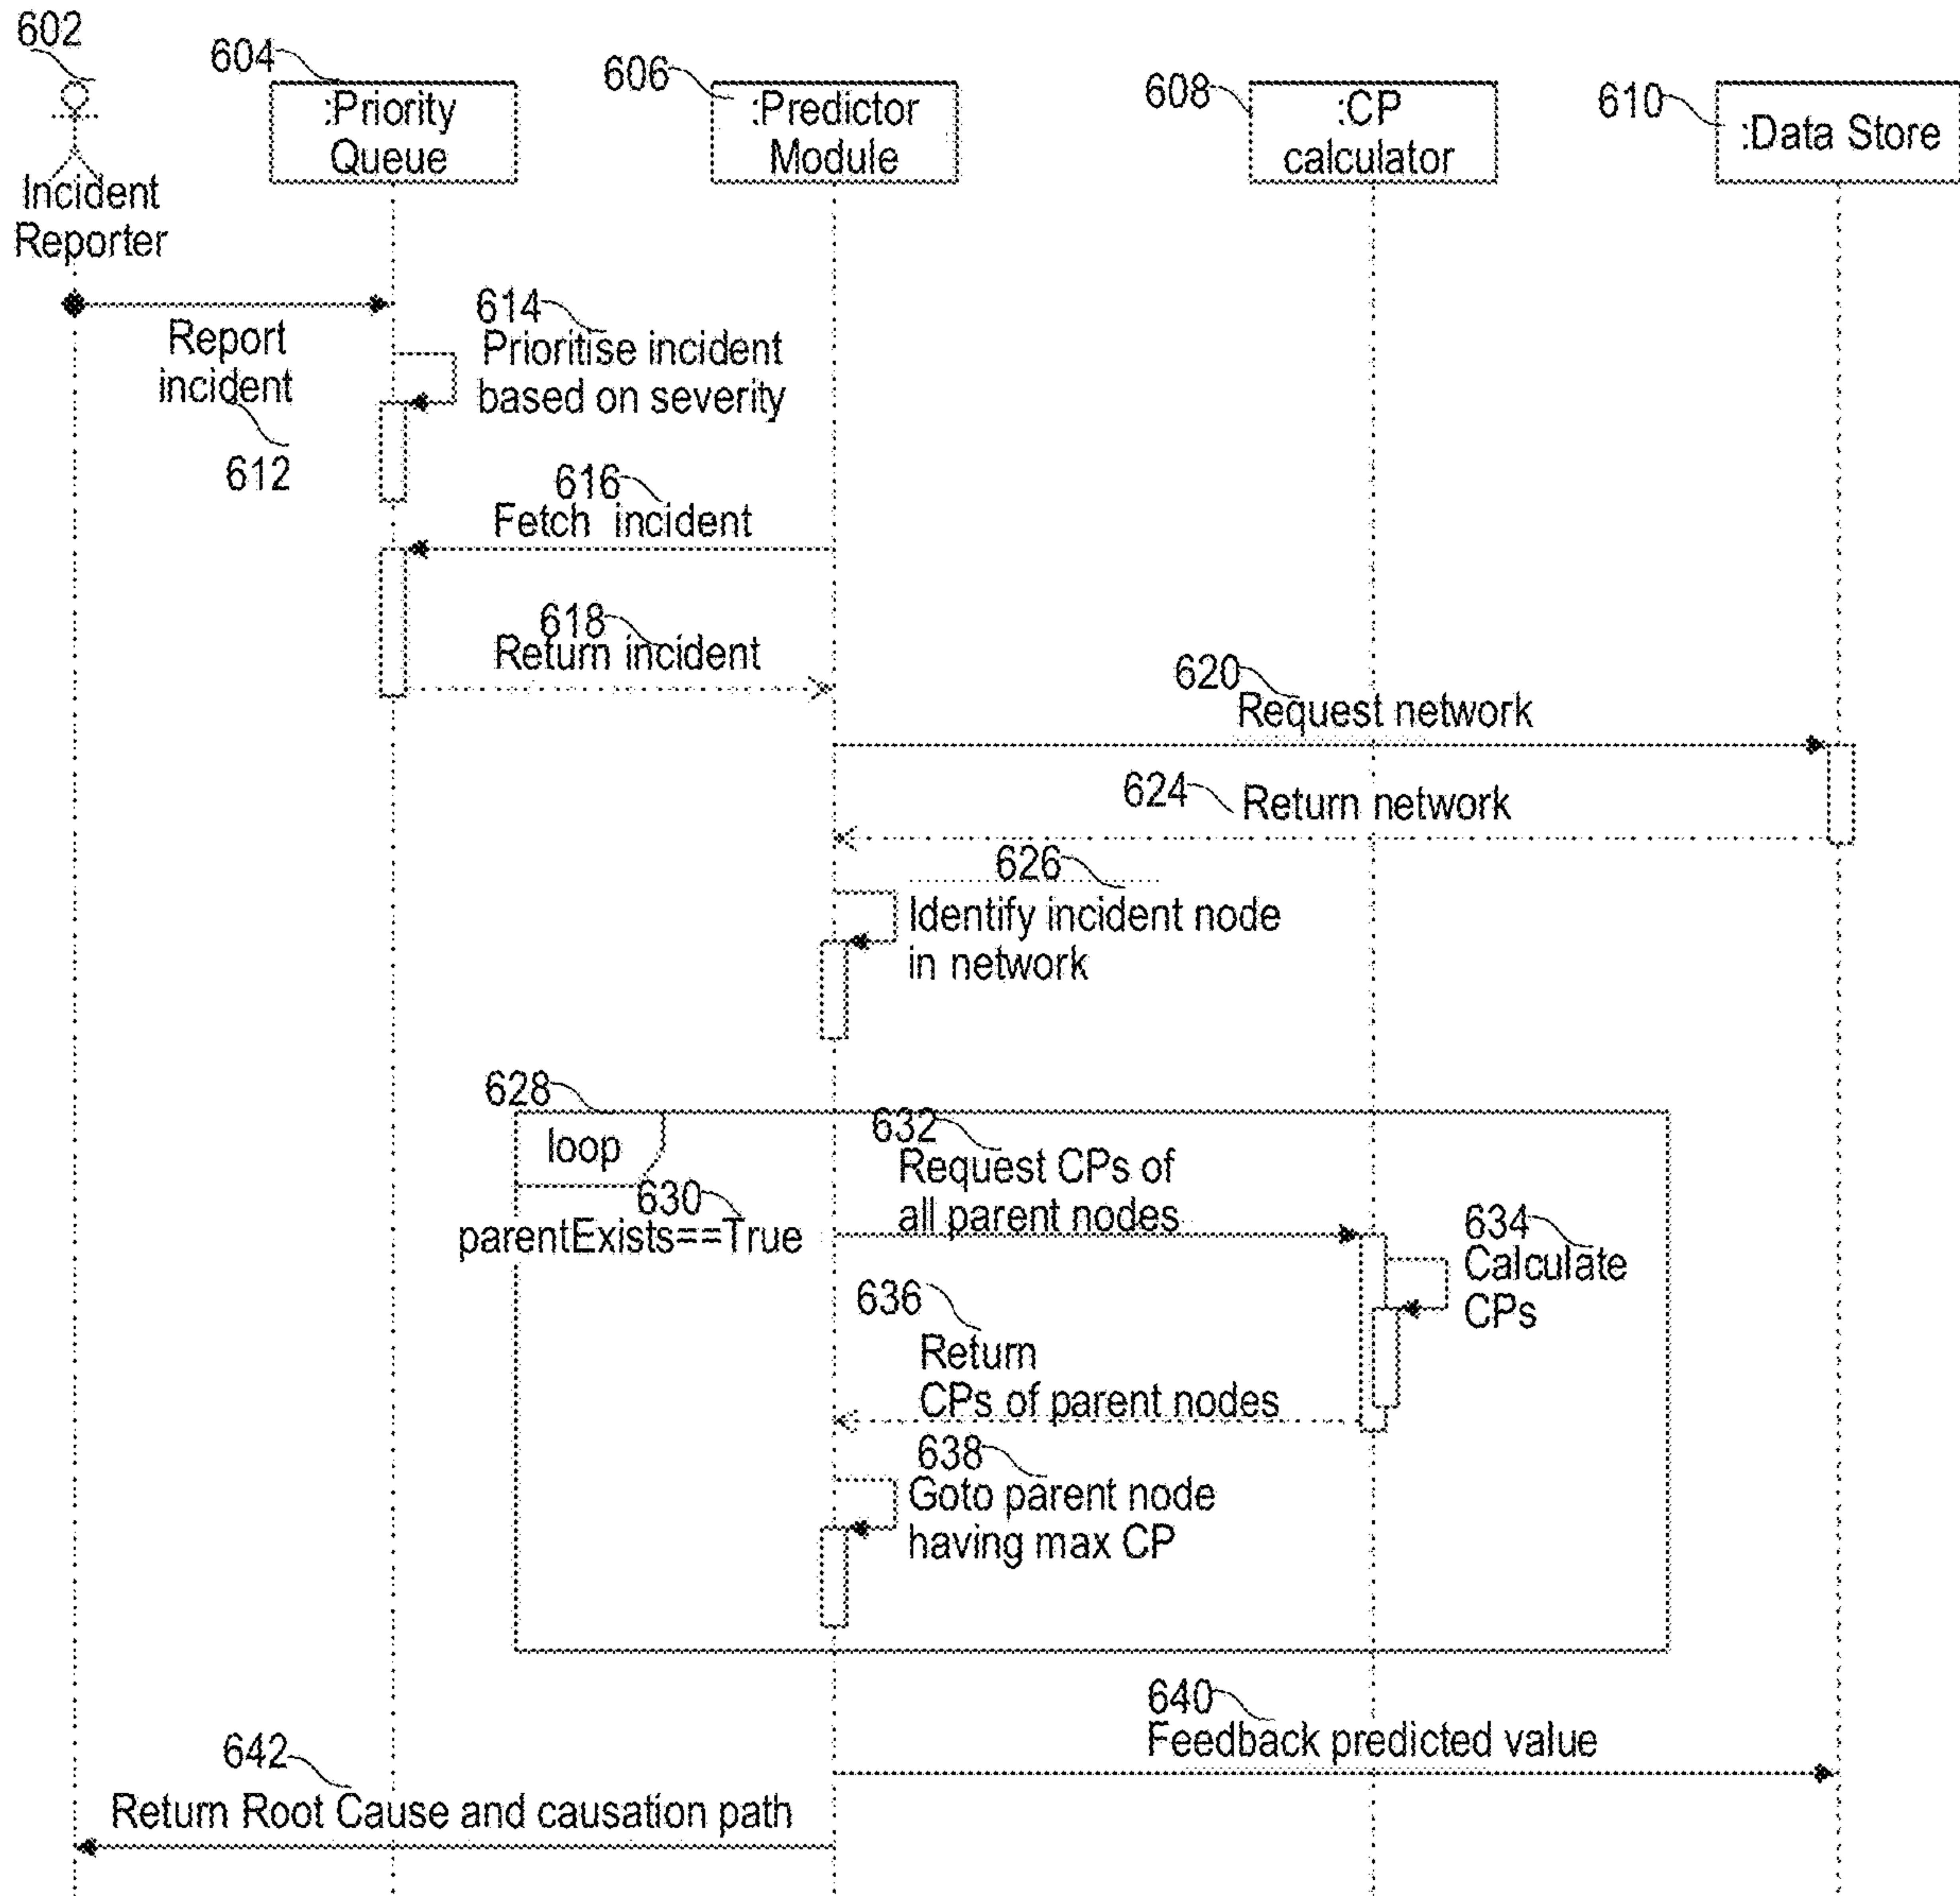 602
604
606
608
610
:Priority
Queue
:Predictor
Module
:CP
calculator
:Data Store
Incident
Reporter
Report
incident
612
614
Prioritise incident
based on severity
616
Fetch incident
618
Return incident
620
Request network
624
Return network
626
Identify incident node
in network
628
loop
630
parentExists==True
632
Request CPs of
all parent nodes
634
Calculate
CPs
636
Return
CPs of parent nodes
638
Goto parent node
having max CP
640
Feedback predicted value
642
Return Root Cause and causation path